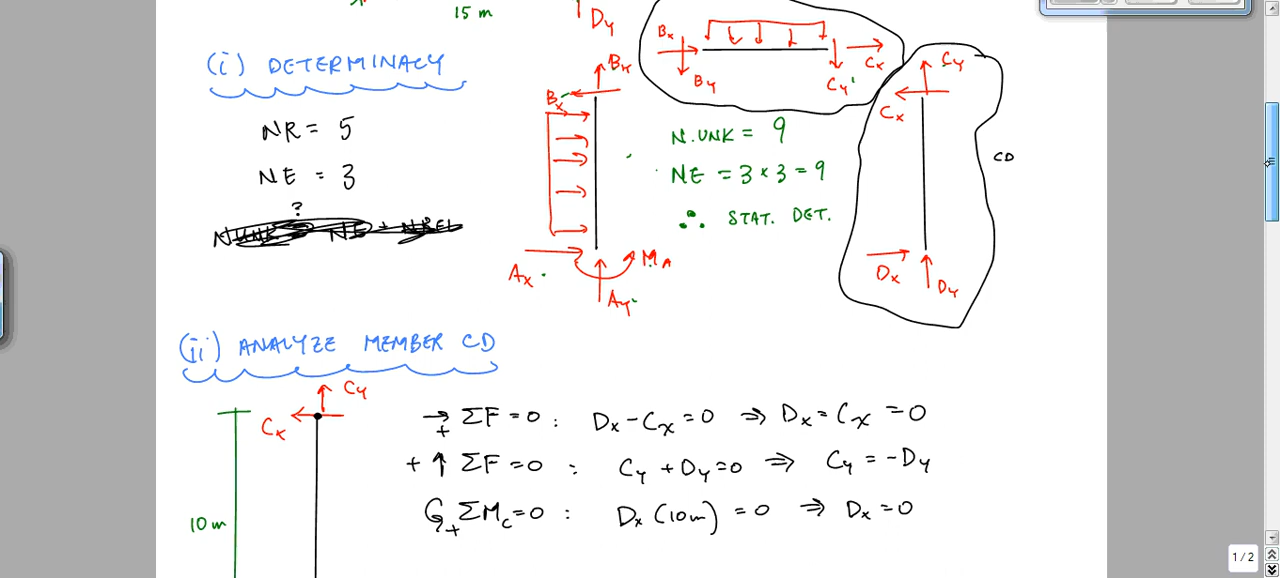 15 m
Dy
(i) DETERMINACY
NR = 5
NE = 3
?
By
Bx
Ax
Ay
MA
Bx
By
Cy
Cx
N.UNK = 9
NE = 3 × 3 = 9
∴ STAT. DET.
Cy
Cx
CD
Dx
Dy
(ii) ANALYZE MEMBER CD
Cy
Cx
10 m
→+ ΣF = 0 : Dx - Cx = 0 ⇒ Dx = Cx = 0
+↑ ΣF = 0 : Cy + Dy = 0 ⇒ Cy = -Dy
↺+ ΣMc = 0 : Dx (10m) = 0 ⇒ Dx = 0
1 / 2